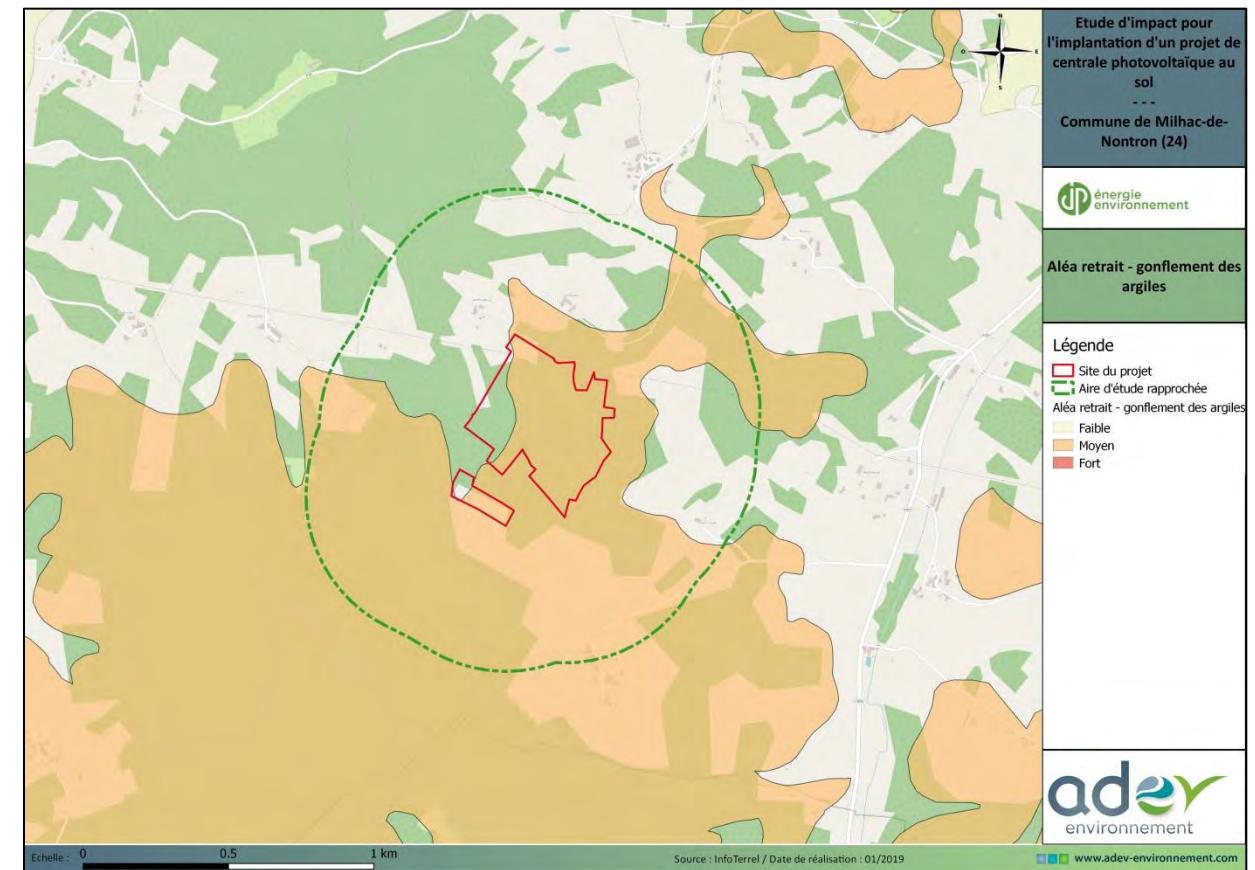 Etude d'impact pour
l'implantation d'un projet de
centrale photovoltaïque au
sol
- - -
Commune de Milhac-de-
Nontron (24)
N
O
E
S
JP énergie
environnement
Aléa retrait - gonflement des
argiles
Légende
Site du projet
Aire d'étude rapprochée
Aléa retrait - gonflement des argiles
Faible
Moyen
Fort
adev
environnement
Echelle : 0 0.5 1 km
Source : InfoTerrel / Date de réalisation : 01/2019
www.adev-environnement.com